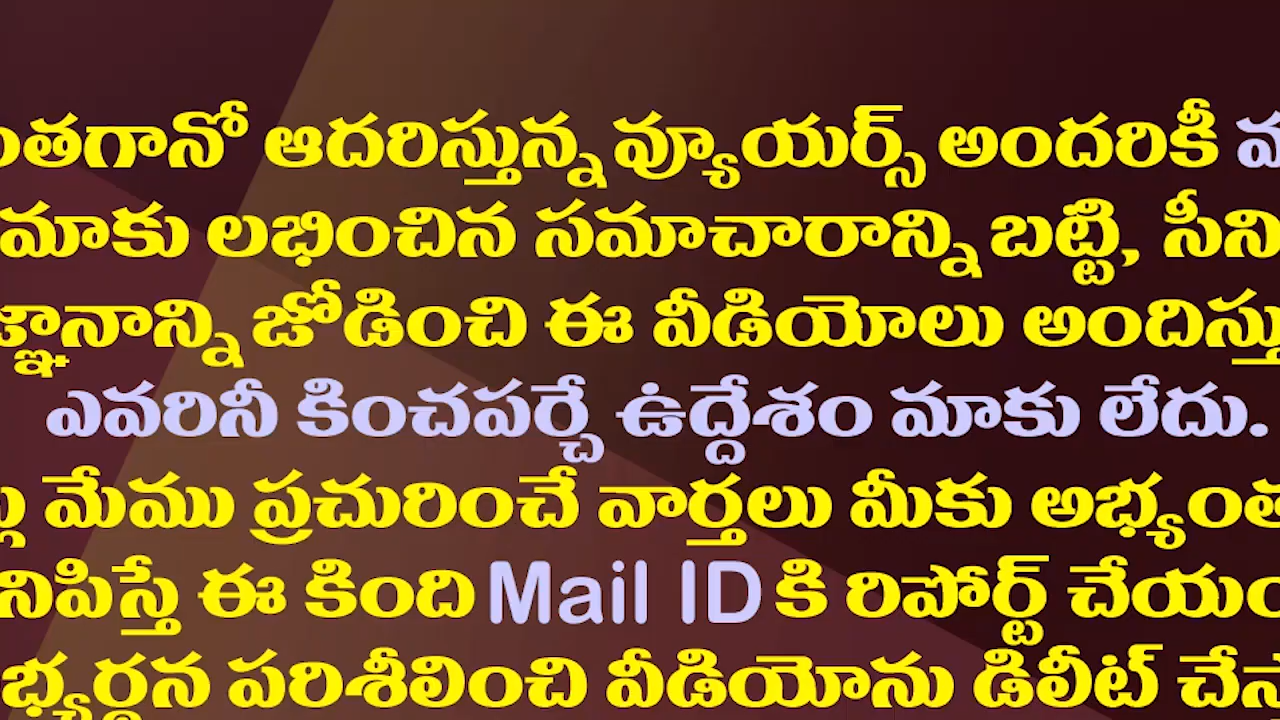 ంతగానో ఆదరిస్తున్న వ్యూయర్స్ అందరికీ
మాకు లభించిన సమాచారాన్ని బట్టి, సీని
జ్ఞానాన్ని జోడించి ఈ వీడియోలు అందిస్తు
ఎవరినీ కించపర్చే ఉద్దేశం మాకు లేదు.
మేము ప్రచురించే వార్తలు మీకు అభ్యంత
నిపిస్తే ఈ కింది Mail ID కి రిపోర్ట్ చేయం
భ్యర్థన పరిశీలించి వీడియోను డిలీట్ చేస